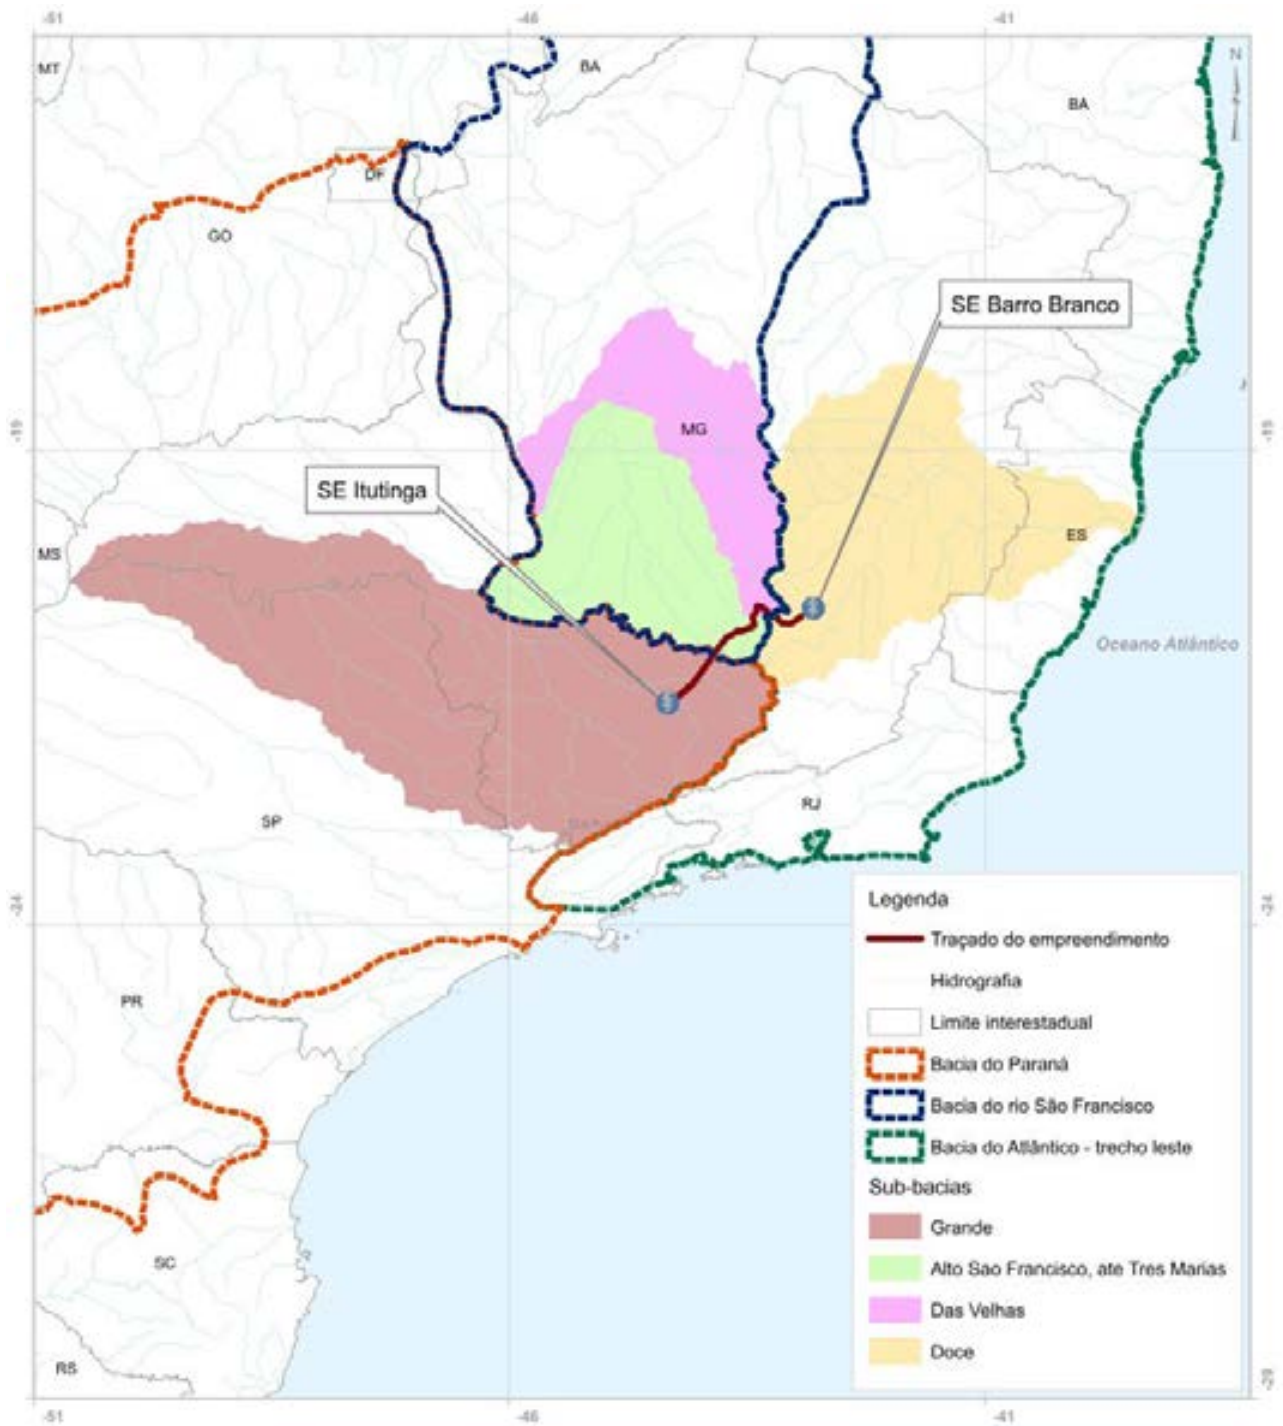 -51
-46
-41
N
MT
BA
BA
DF
GO
SE Barro Branco
MG
-19
-19
SE Itutinga
MS
ES
Oceano Atlântico
RJ
SP
-24
-24
PR
SC
RS
Legenda
Traçado do empreendimento
Hidrografia
Limite interestadual
Bacia do Paraná
Bacia do rio São Francisco
Bacia do Atlântico - trecho leste
Sub-bacias
Grande
Alto Sao Francisco, ate Tres Marias
Das Velhas
Doce
-29
-51
-46
-41